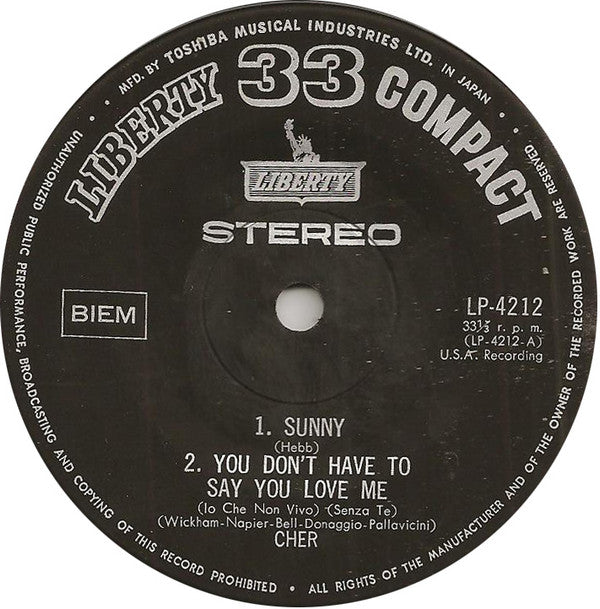 • MFD. BY TOSHIBA MUSICAL INDUSTRIES LTD. IN JAPAN •
LIBERTY 33 COMPACT
LIBERTY
STEREO
BIEM
LP-4212
33⅓ r. p. m.
(LP-4212-A)
U.S.A. Recording
1. SUNNY
(Hebb)
2. YOU DON'T HAVE TO
SAY YOU LOVE ME
(Io Che Non Vivo) (Senza Te)
(Wickham-Napier-Bell-Donaggio-Pallavicini)
CHER
UNAUTHORIZED PUBLIC PERFORMANCE, BROADCASTING AND COPYING OF THIS RECORD PROHIBITED • ALL RIGHTS OF THE MANUFACTURER AND OF THE OWNER OF THE RECORDED WORK ARE RESERVED